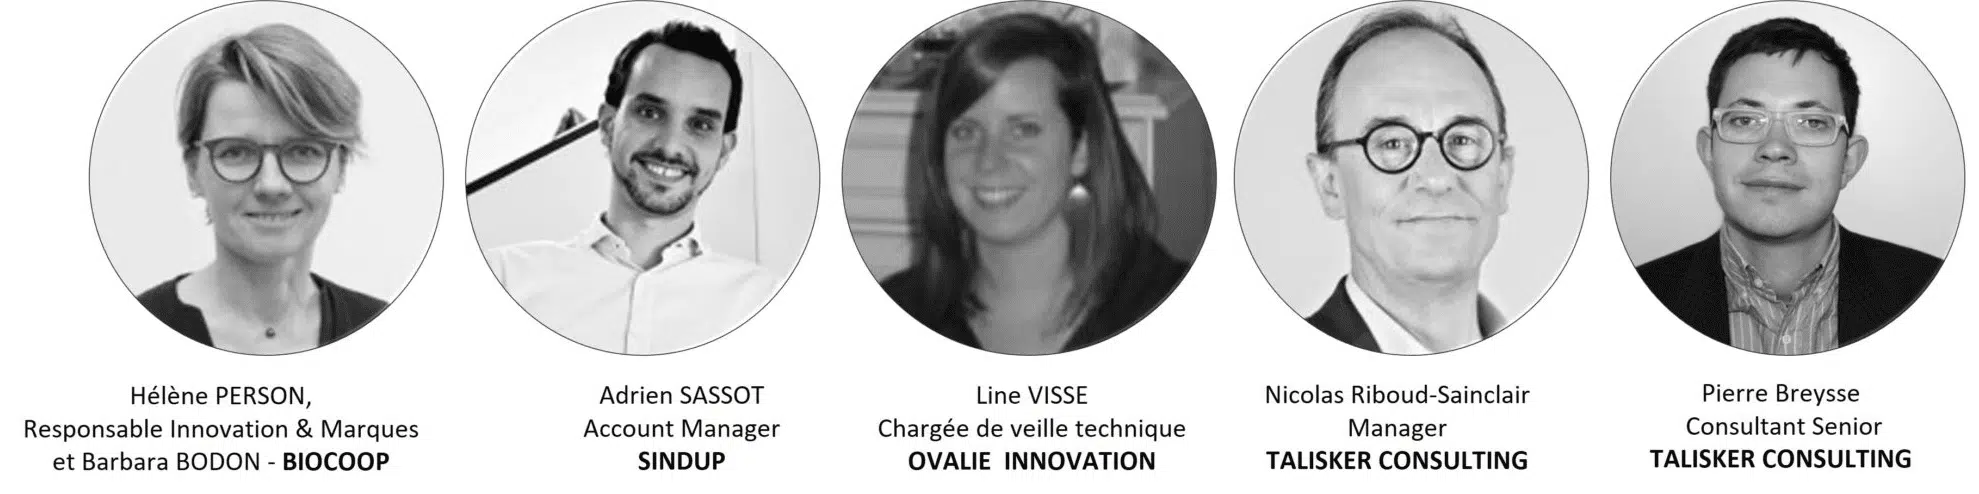 Hélène PERSON,
Responsable Innovation & Marques
et Barbara BODON - BIOCOOP
Adrien SASSOT
Account Manager
SINDUP
Line VISSE
Chargée de veille technique
OVALIE INNOVATION
Nicolas Riboud-Sainclair
Manager
TALISKER CONSULTING
Pierre Breysse
Consultant Senior
TALISKER CONSULTING